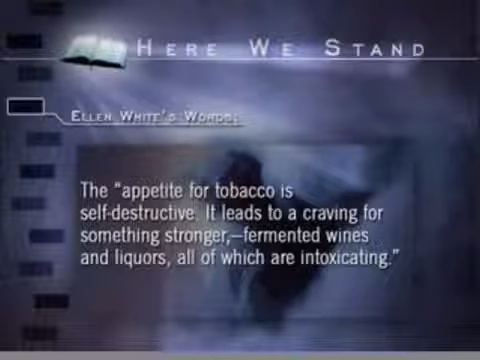 HERE WE STAND
ELLEN WHITE'S WORDS:
The "appetite for tobacco is
self-destructive. It leads to a craving for
something stronger,—fermented wines
and liquors, all of which are intoxicating."